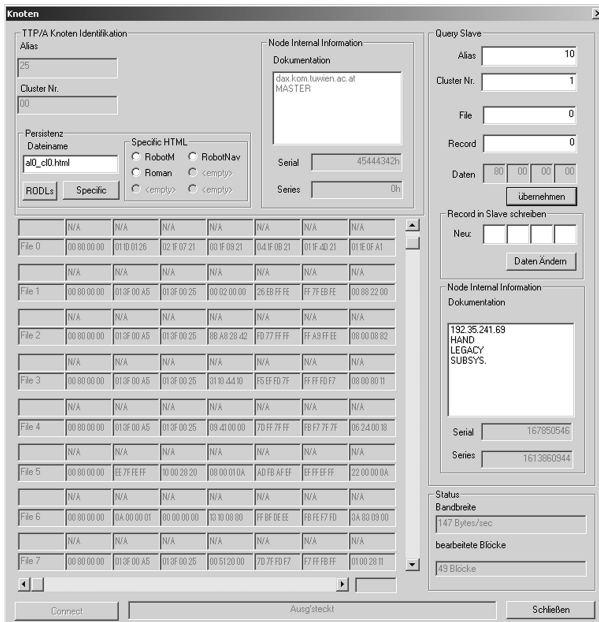 Knoten
TTP/A Knoten Identifikation
Alias
25
Cluster Nr.
00
Persistenz
Dateiname
al0_cl0.html
RODLs
Specific
Specific HTML
RobotM
RobotNav
Roman
<empty>
<empty>
<empty>
Node Internal Information
Dokumentation
dax.kom.tuwien.ac.at
MASTER
Serial
45444342h
Series
0h
N/A N/A N/A N/A N/A N/A N/A
File 0 00 80 00 00 01 1D 01 26 02 1F 07 21 03 1F 09 21 04 1F 0B 21 01 1F 4D 21 01 1E 0F A1
N/A N/A N/A N/A N/A N/A N/A
File 1 00 80 00 00 01 3F 00 A5 01 3F 00 25 00 02 00 00 26 EB FF FE FF 7F EB FE 00 88 22 00
N/A N/A N/A N/A N/A N/A N/A
File 2 00 80 00 00 01 3F 00 A5 01 3F 00 25 8B A8 28 42 FD 77 FF FF FF A9 FF EE 08 00 08 82
N/A N/A N/A N/A N/A N/A N/A
File 3 00 80 00 00 01 3F 00 A5 01 3F 00 25 31 10 44 10 F5 EF FD 7F FF FF FD F7 08 00 80 11
N/A N/A N/A N/A N/A N/A N/A
File 4 00 80 00 00 01 3F 00 A5 01 3F 00 25 09 41 00 00 7D FF 7F FF FB F7 7F 7F 06 24 00 18
N/A N/A N/A N/A N/A N/A N/A
File 5 00 80 00 00 EE 7F FE FF 10 00 28 20 08 00 01 0A AD FB AF EF EF FF EF FF 22 00 00 0A
N/A N/A N/A N/A N/A N/A N/A
File 6 00 80 00 00 0A 00 00 01 80 00 00 00 13 10 08 80 FF BF DE EE FB FE F7 FD 3A 83 09 00
N/A N/A N/A N/A N/A N/A N/A
File 7 00 80 00 00 01 3F 00 A5 01 3F 00 25 00 51 20 00 7D 7F FD F7 F7 FF FB FF 01 00 28 11
Connect
Ausg'steckt
Query Slave
Alias 10
Cluster Nr. 1
File 0
Record 0
Daten 80 00 00 00
übernehmen
Record in Slave schreiben
Neu:
Daten Ändern
Node Internal Information
Dokumentation
192.35.241.69
HAND
LEGACY
SUBSYS.
Serial 167850546
Series 1613860944
Status
Bandbreite
147 Bytes/sec
bearbeitete Blöcke
49 Blöcke
Schließen